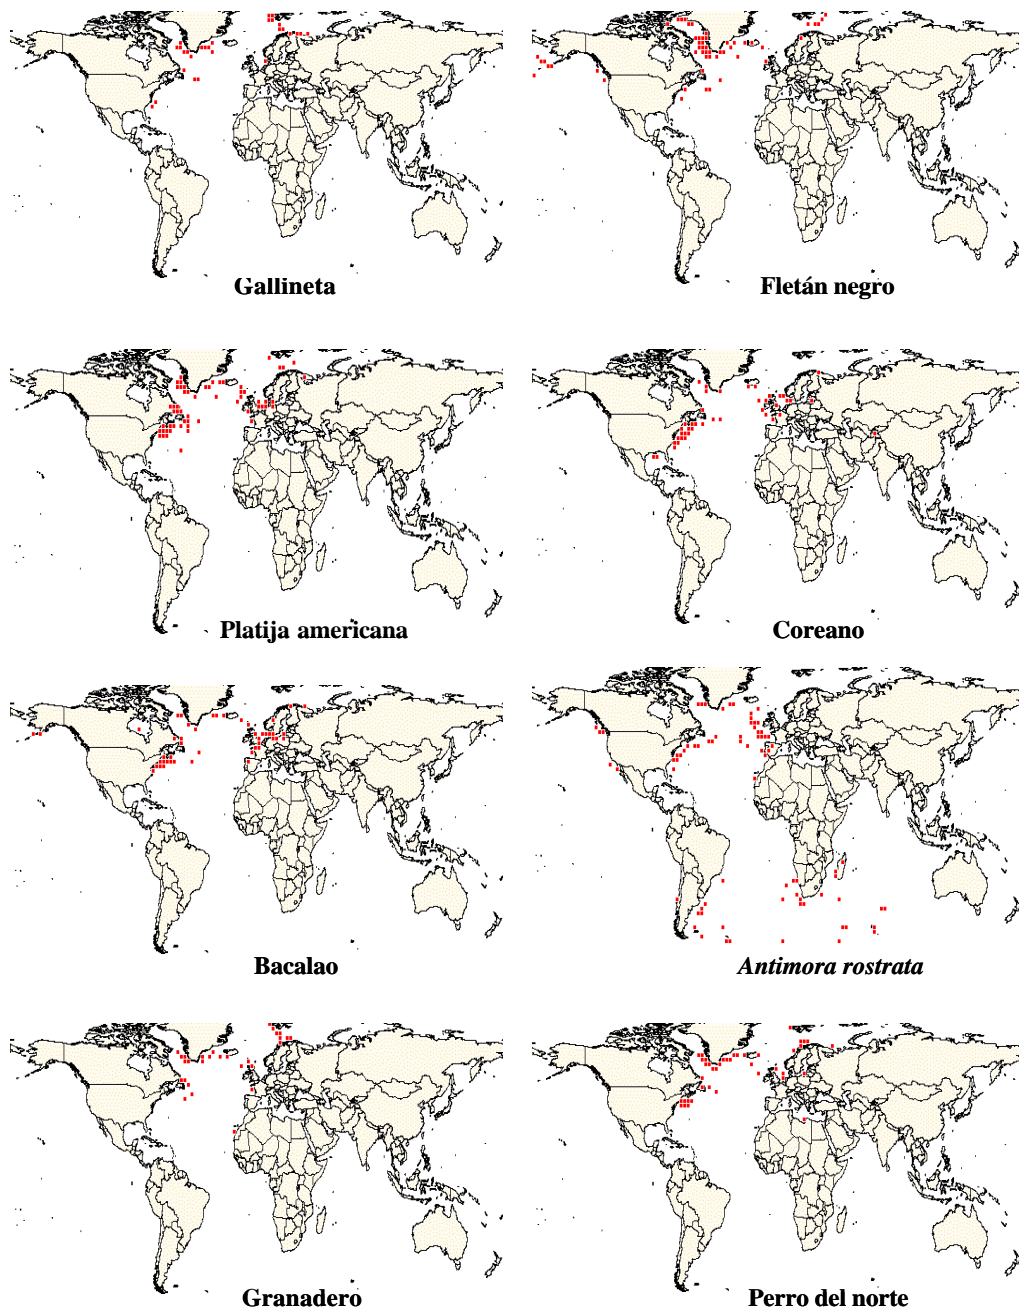 Gallineta
Fletán negro
Platija americana
Coreano
Bacalao
Antimora rostrata
Granadero
Perro del norte